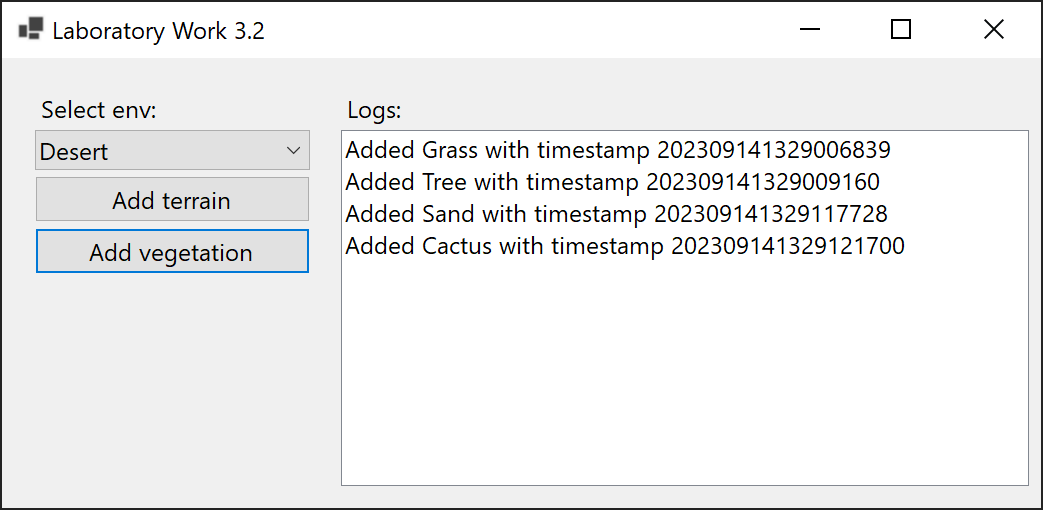 Laboratory Work 3.2
Select env:
Desert
Add terrain
Add vegetation
Logs:
Added Grass with timestamp 202309141329006839
Added Tree with timestamp 202309141329009160
Added Sand with timestamp 202309141329117728
Added Cactus with timestamp 202309141329121700